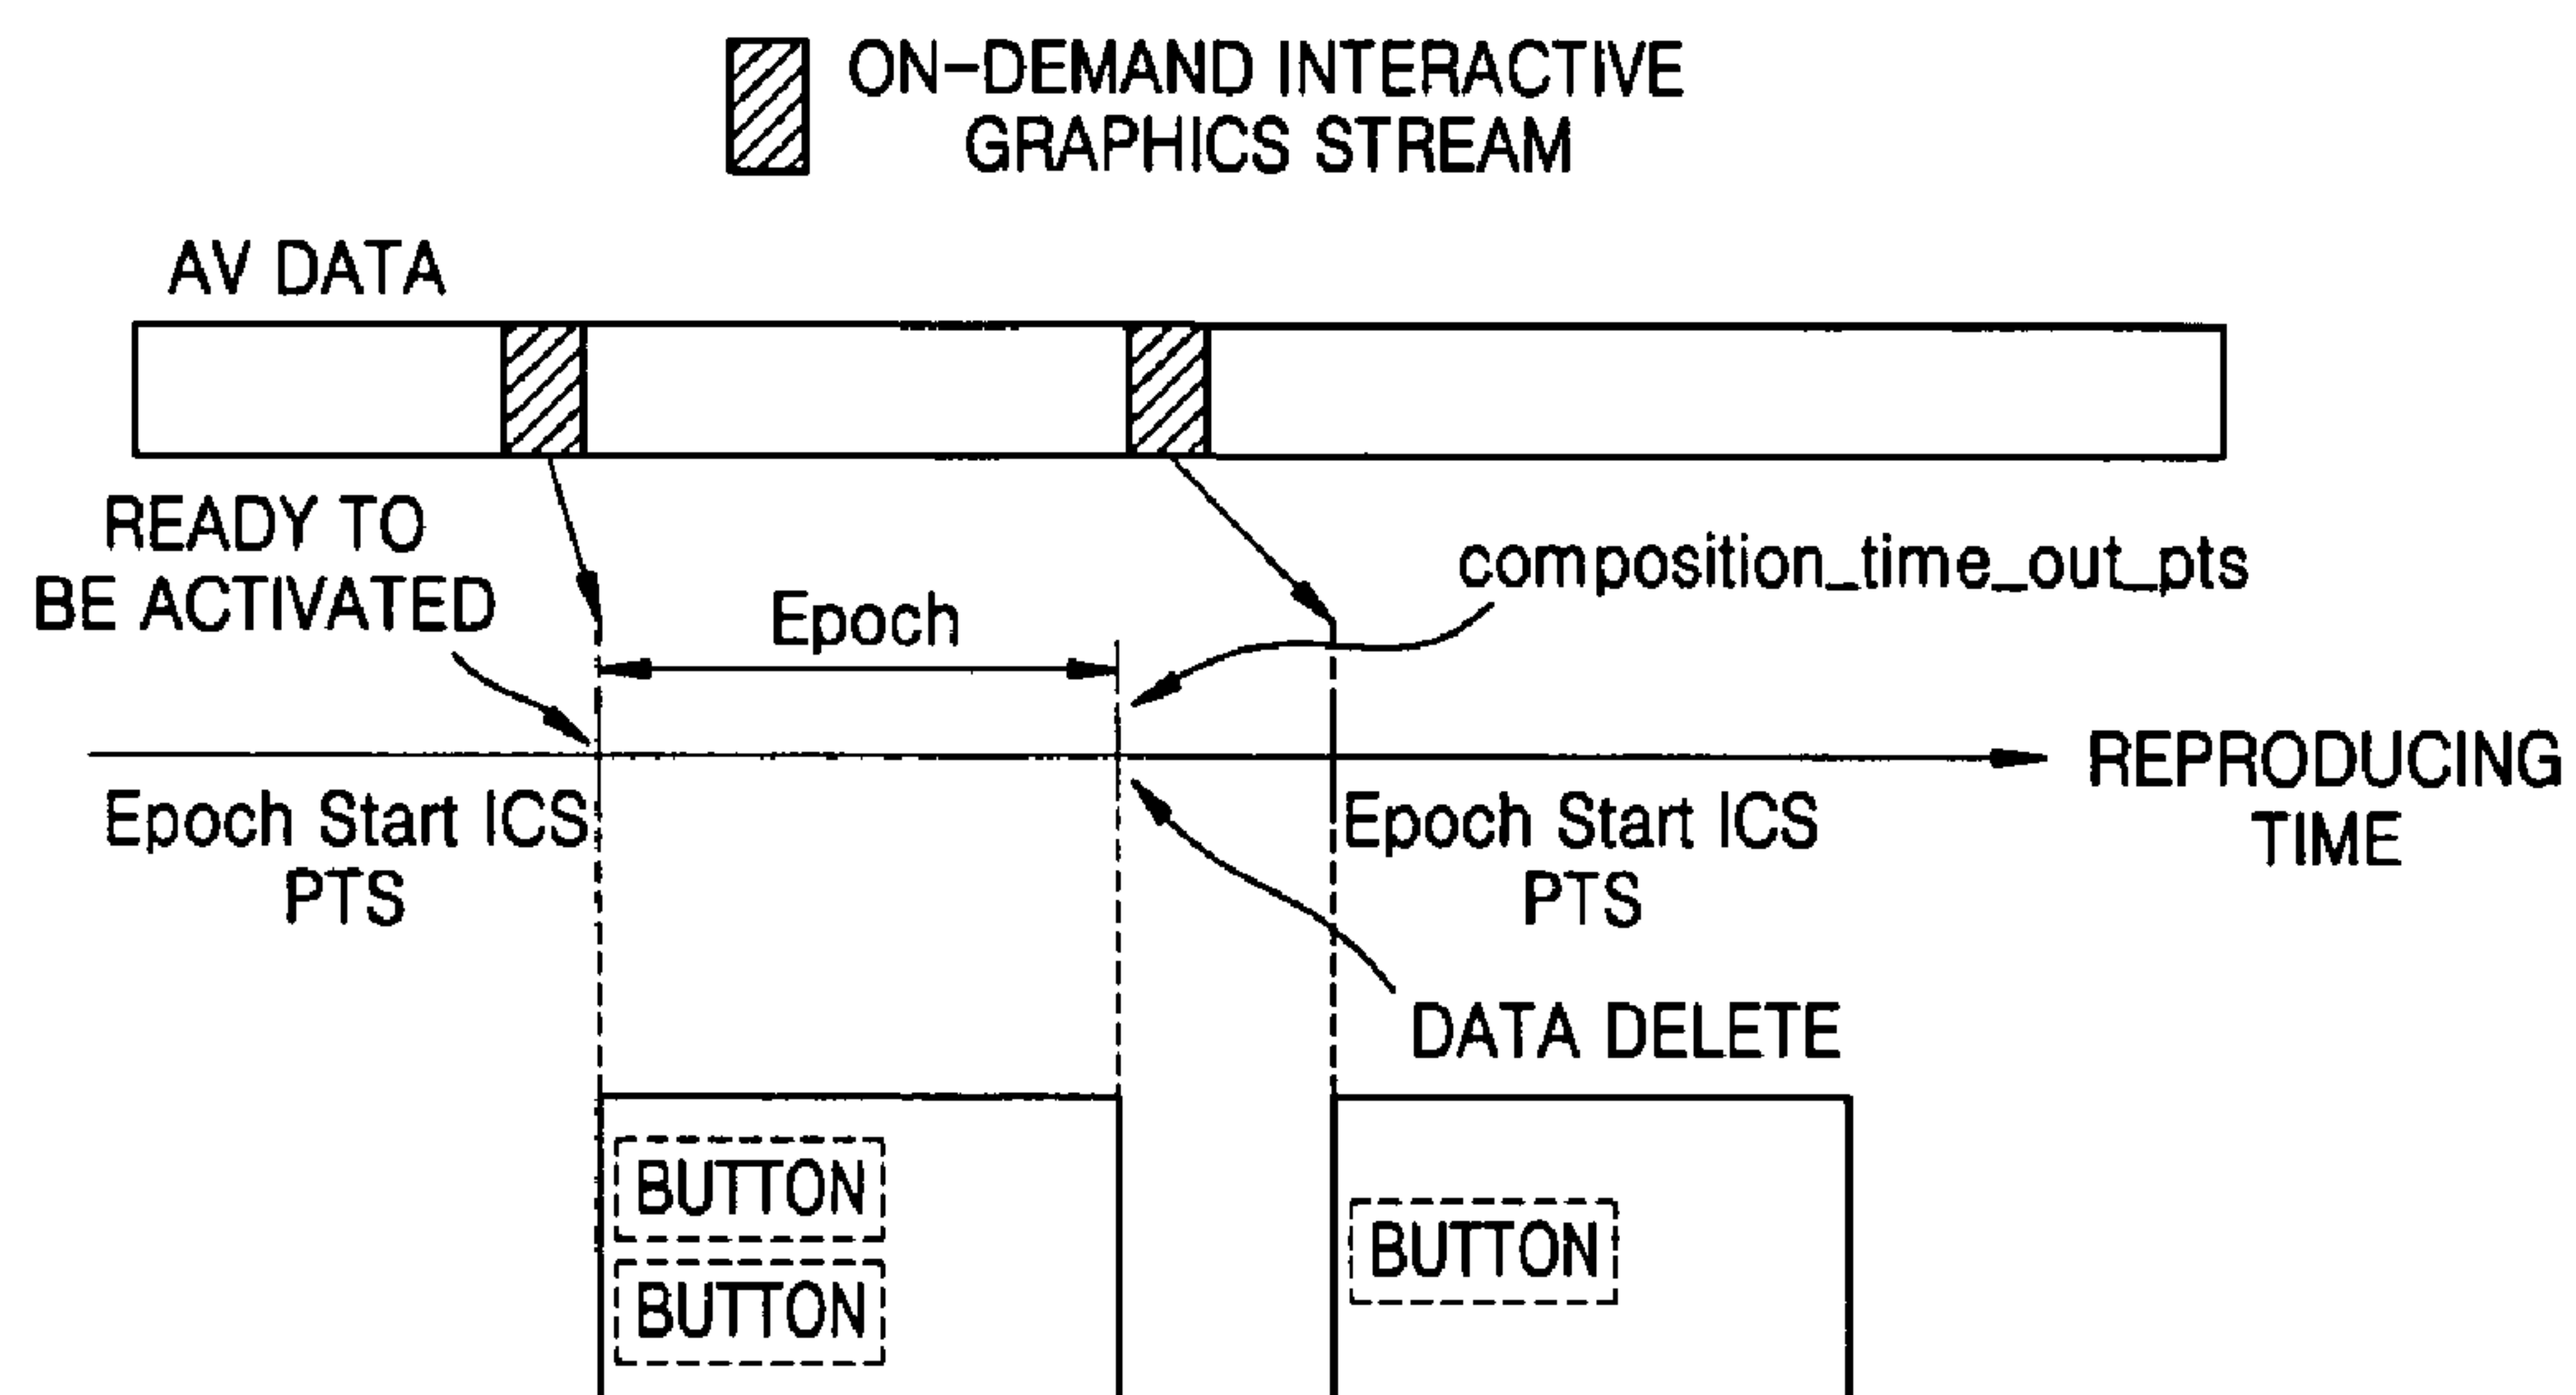 ON-DEMAND INTERACTIVE
GRAPHICS STREAM
AV DATA
READY TO
BE ACTIVATED
Epoch
composition_time_out_pts
REPRODUCING
TIME
Epoch Start ICS
PTS
Epoch Start ICS
PTS
DATA DELETE
BUTTON
BUTTON
BUTTON